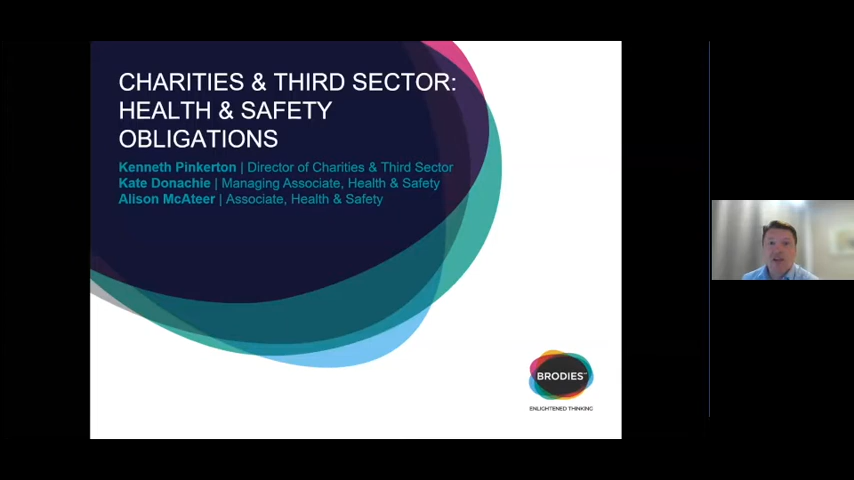 CHARITIES & THIRD SECTOR:
HEALTH & SAFETY
OBLIGATIONS
Kenneth Pinkerton | Director of Charities & Third Sector
Kate Donachie | Managing Associate, Health & Safety
Alison McAteer | Associate, Health & Safety
BRODIES™
ENLIGHTENED THINKING